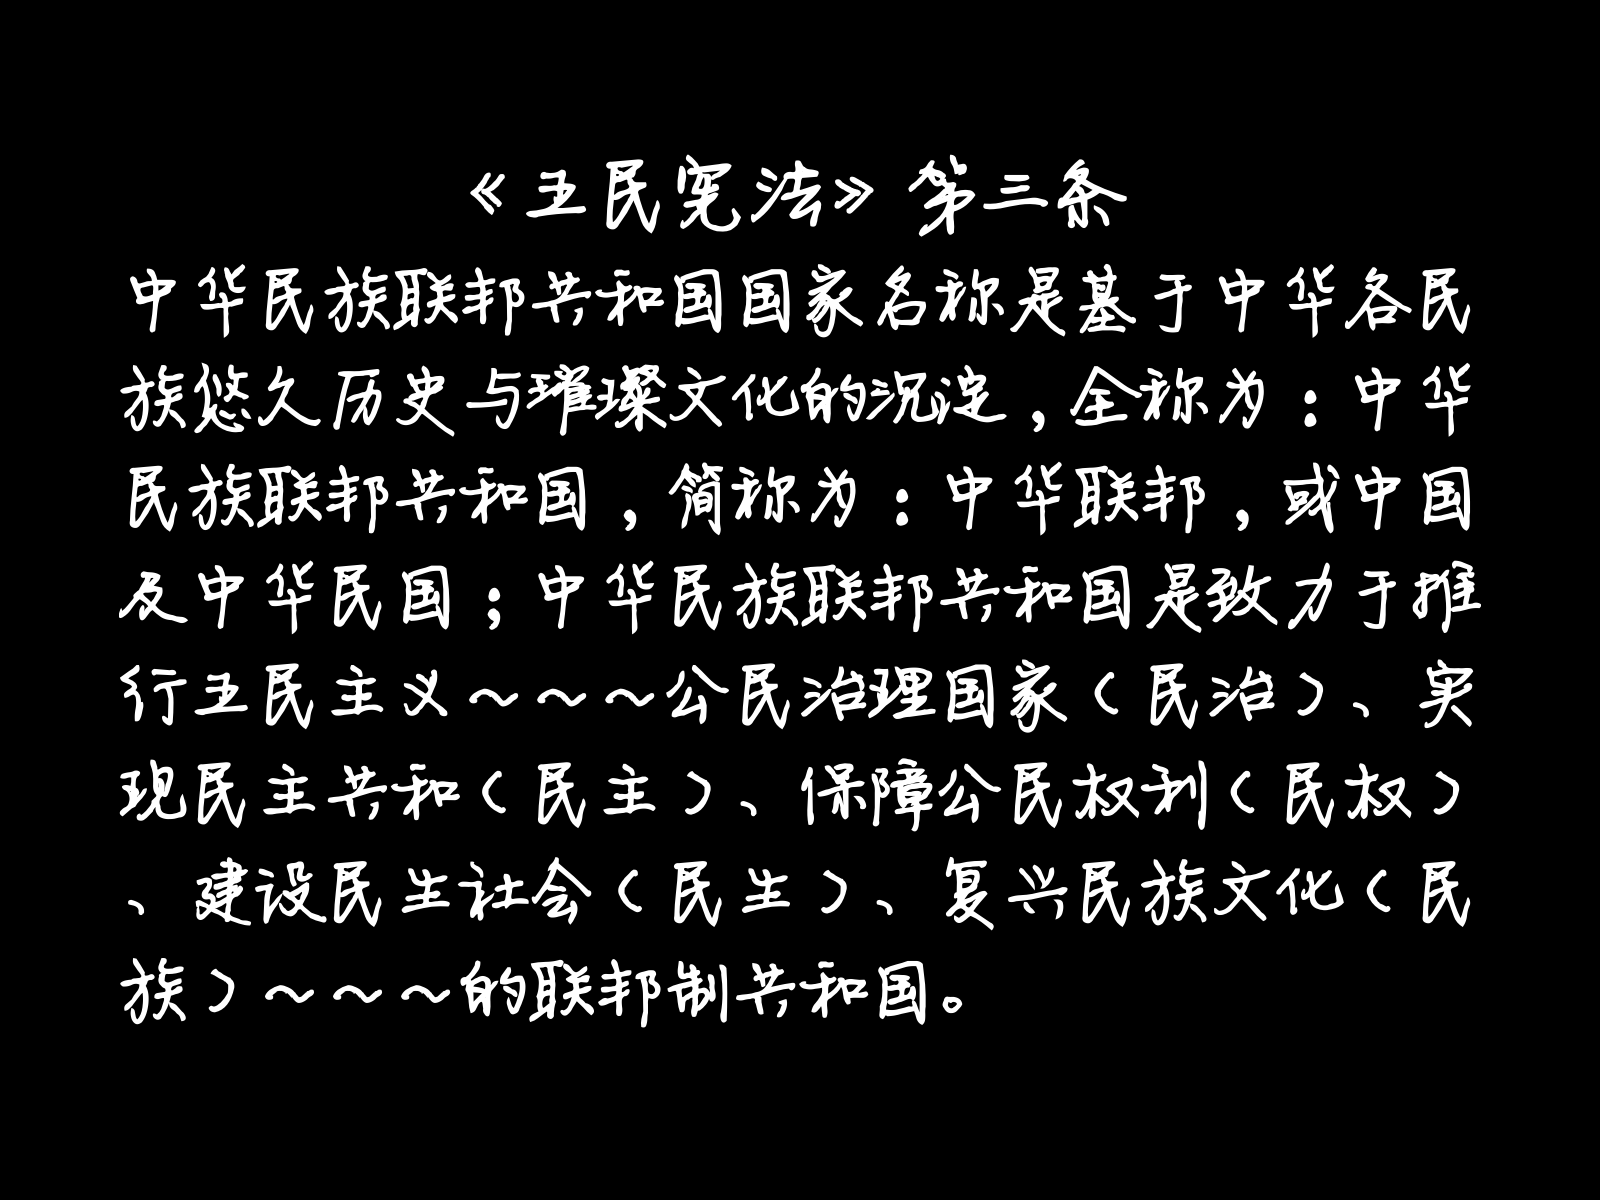 《五民宪法》第三条
中华民族联邦共和国国家名称是基于中华各民
族悠久历史与璀璨文化的沉淀，全称为：中华
民族联邦共和国，简称为：中华联邦，或中国
及中华民国；中华民族联邦共和国是致力于推
行五民主义～～～公民治理国家（民治）、实
现民主共和（民主）、保障公民权利（民权）
、建设民生社会（民生）、复兴民族文化（民
族）～～～的联邦制共和国。